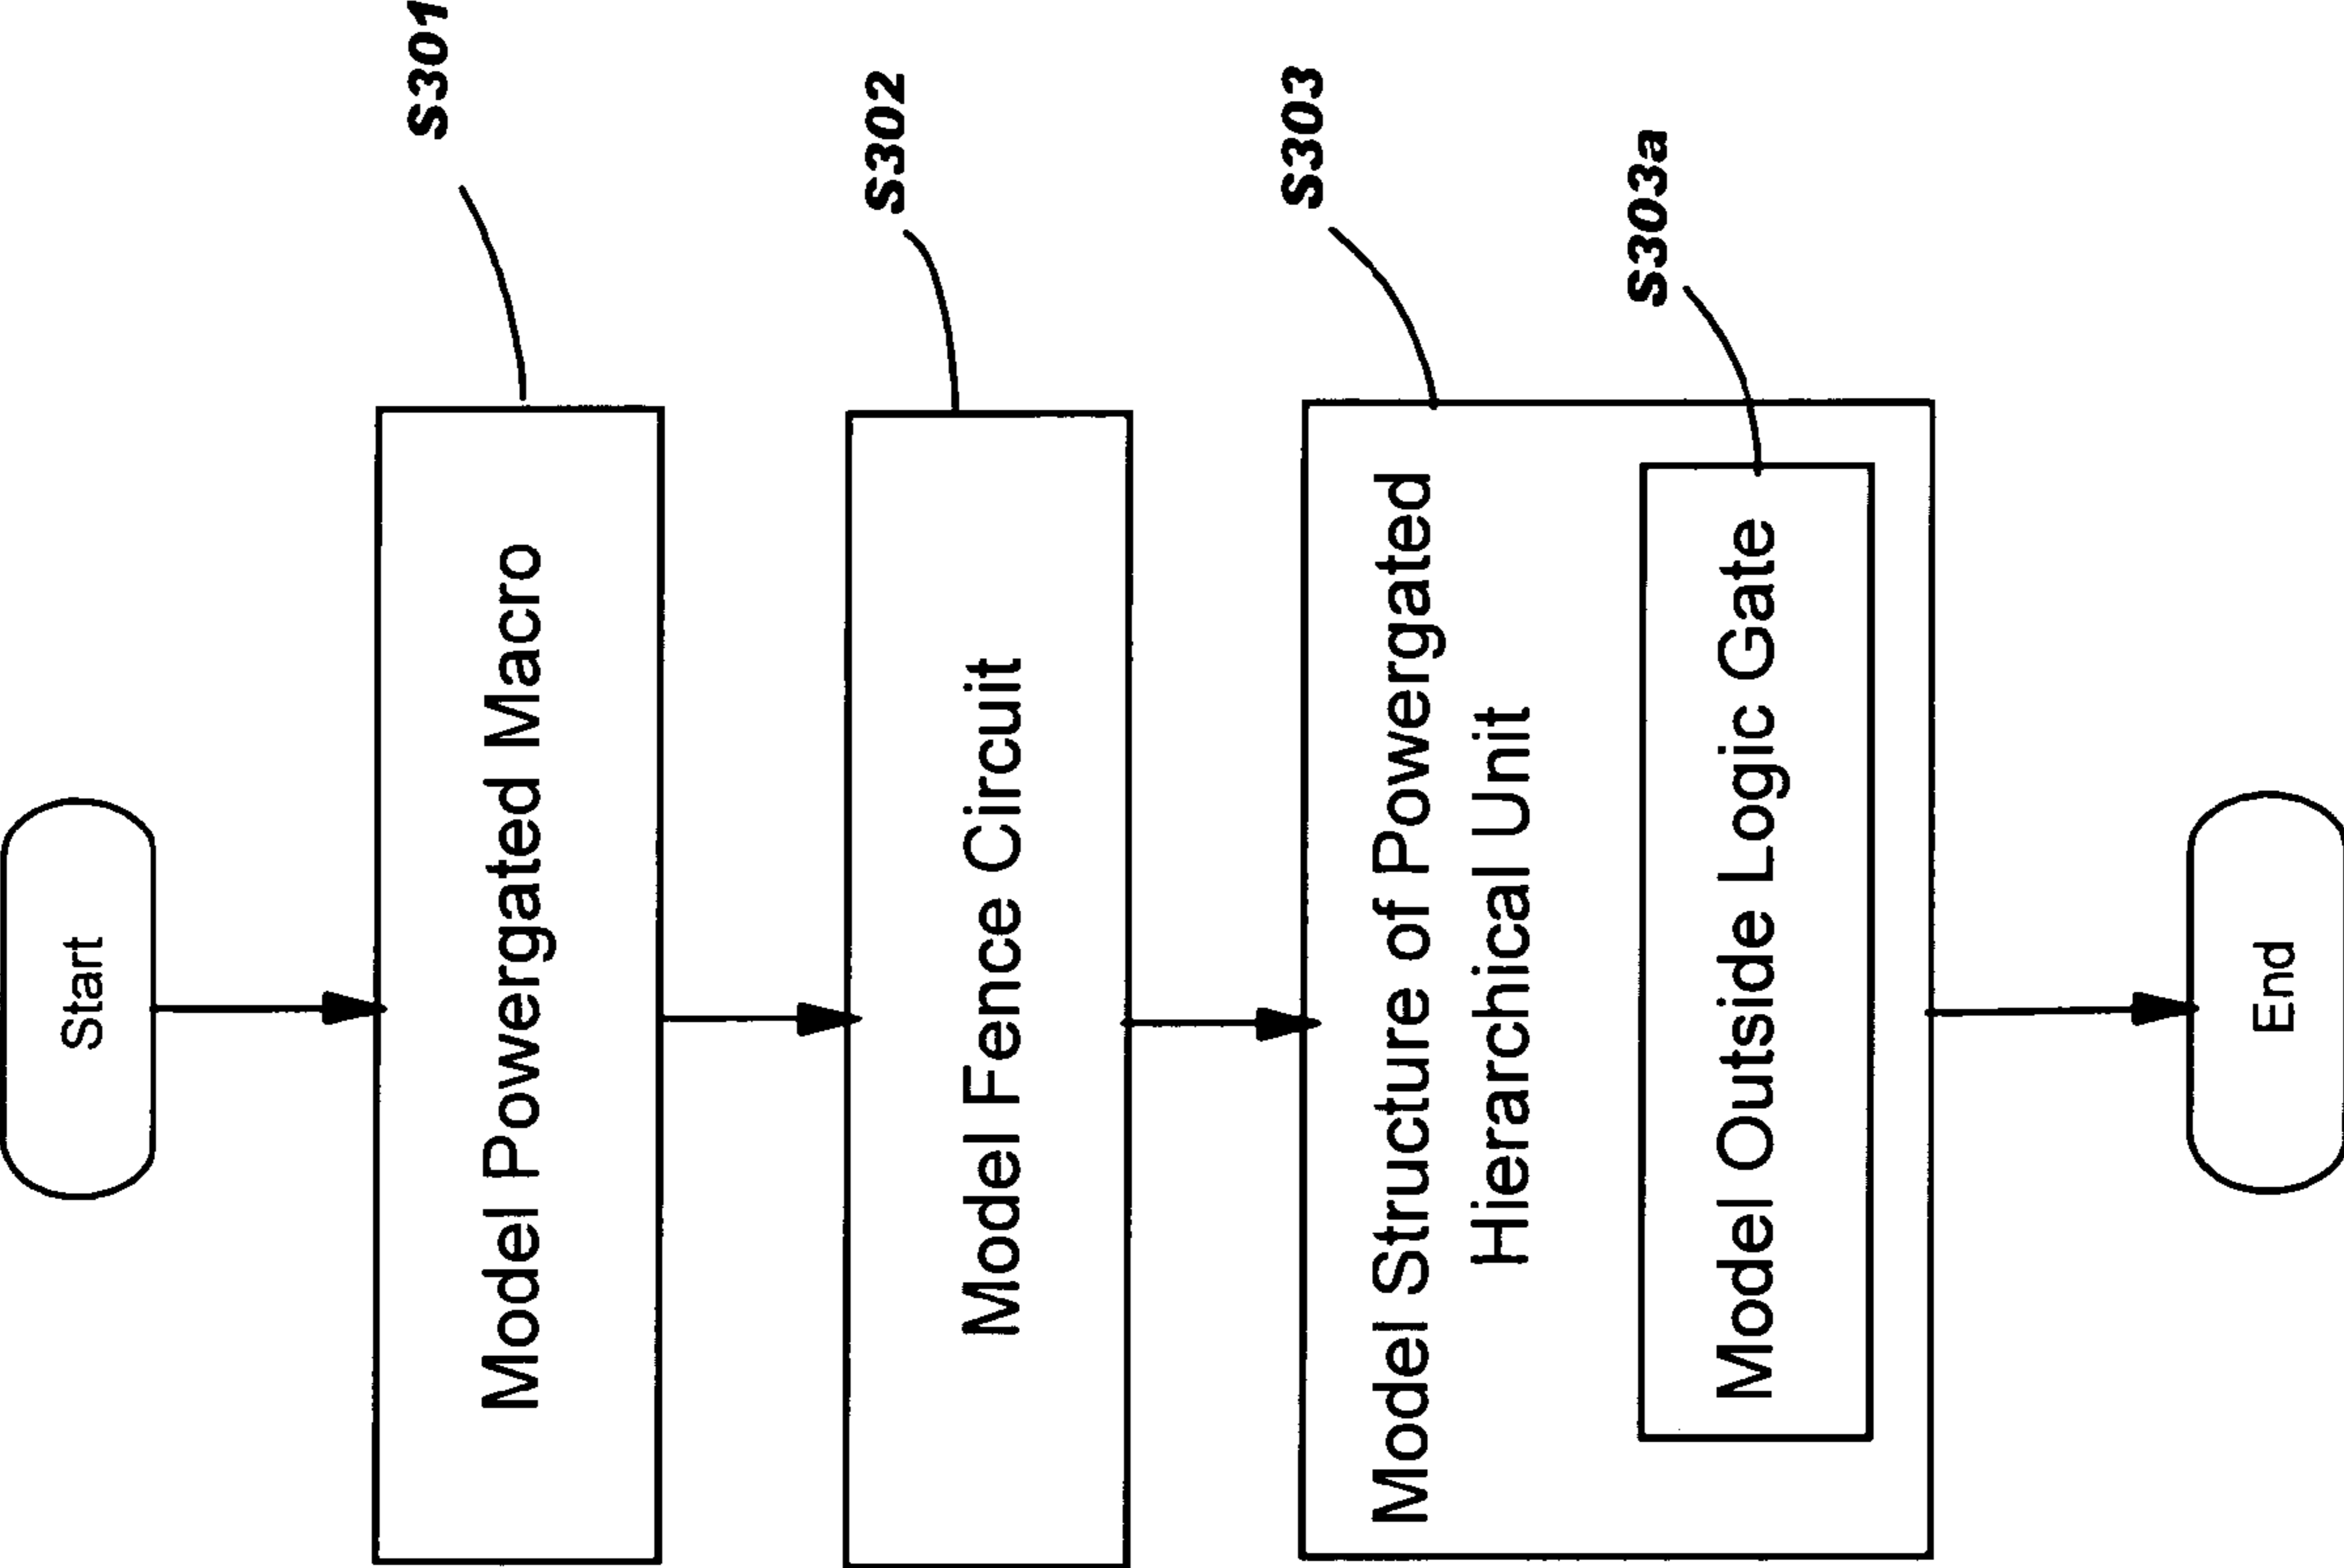 Start
S301
Model Powergated Macro
S302
Model Fence Circuit
S303
Model Structure of Powergated
Hierarchical Unit
S303a
Model Outside Logic Gate
End